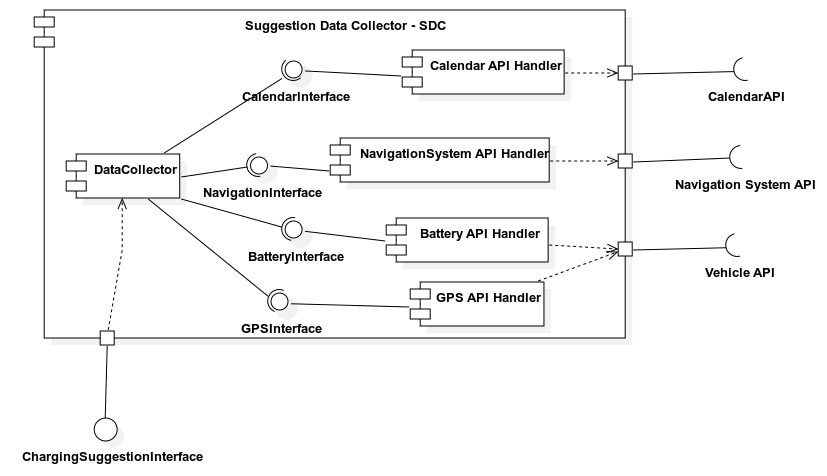 Suggestion Data Collector - SDC
Calendar API Handler
CalendarInterface
CalendarAPI
NavigationSystem API Handler
DataCollector
NavigationInterface
Navigation System API
Battery API Handler
BatteryInterface
Vehicle API
GPS API Handler
GPSInterface
ChargingSuggestionInterface